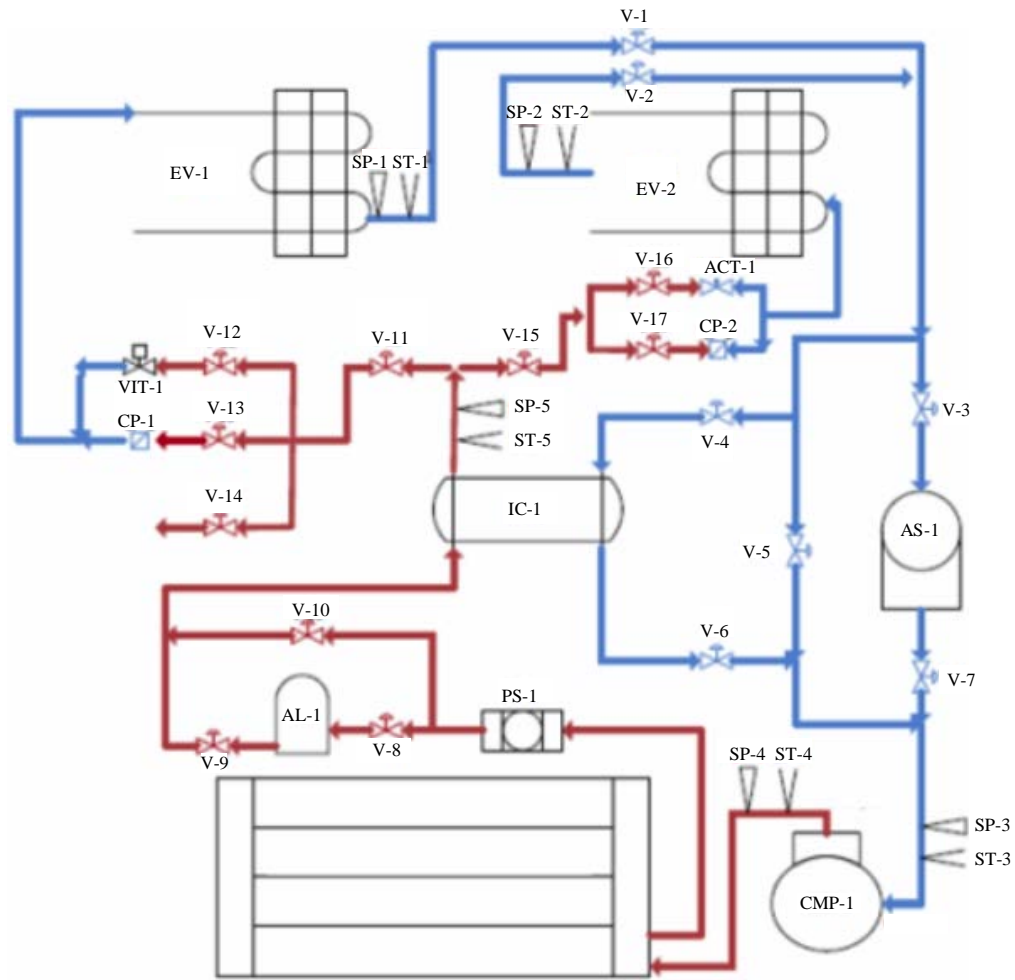 V-1
V-2
SP-2 ST-2
SP-1 ST-1
EV-1
EV-2
V-16
ACT-1
V-12
V-11
V-15
V-17
CP-2
VIT-1
V-13
CP-1
SP-5
V-3
V-4
ST-5
V-14
IC-1
AS-1
V-5
V-10
V-6
V-7
PS-1
AL-1
V-8
V-9
SP-4 ST-4
SP-3
ST-3
CMP-1